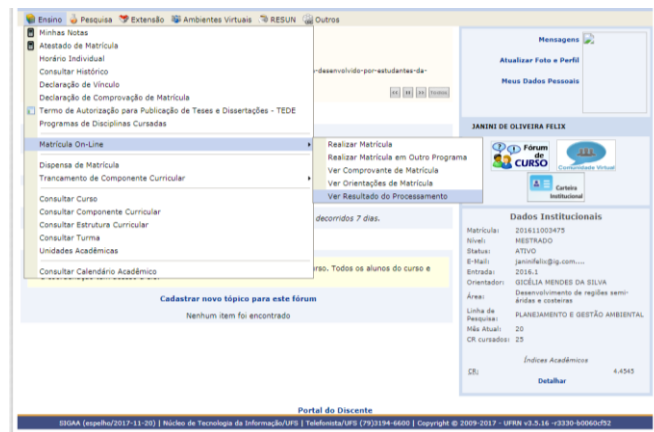 Ensino Pesquisa Extensão Ambientes Virtuais RESUN Outros
Minhas Notas
Atestado de Matrícula
Horário Individual
Consultar Histórico
Declaração de Vínculo
Declaração de Comprovação de Matrícula
Termo de Autorização para Publicação de Teses e Dissertações - TEDE
Programas de Disciplinas Cursadas
Matrícula On-Line
Dispensa de Matrícula
Trancamento de Componente Curricular
Consultar Curso
Consultar Componente Curricular
Consultar Estrutura Curricular
Consultar Turma
Unidades Acadêmicas
Consultar Calendário Acadêmico
Realizar Matrícula
Realizar Matrícula em Outro Programa
Ver Comprovante de Matrícula
Ver Orientações de Matrícula
Ver Resultado do Processamento
-desenvolvido-por-estudantes-da-
decorridos 7 dias.
Todos os alunos do curso e
Cadastrar novo tópico para este fórum
Nenhum item foi encontrado
Mensagens
Atualizar Foto e Perfil
Meus Dados Pessoais
JANINI DE OLIVEIRA FELIX
Fórum de CURSO
Comunidade Virtual
Carteira Institucional
Dados Institucionais
Matrícula: 201611003475
Nível: MESTRADO
Status: ATIVO
E-Mail: janinifelix@ig.com....
Entrada: 2016.1
Orientador: GICÉLIA MENDES DA SILVA
Área: Desenvolvimento de regiões semi-
áridas e costeiras
Linha de Pesquisa: PLANEJAMENTO E GESTÃO AMBIENTAL
Mês Atual: 20
CR cursados: 25
Índices Acadêmicos
CR: 4.4545
Detalhar
Portal do Discente
SIGAA (espelho/2017-11-20) | Núcleo de Tecnologia da Informação/UFS | Telefonista/UFS (79)3194-6600 | Copyright © 2009-2017 - UFRN v3.5.16 -r3330-b0060cf52